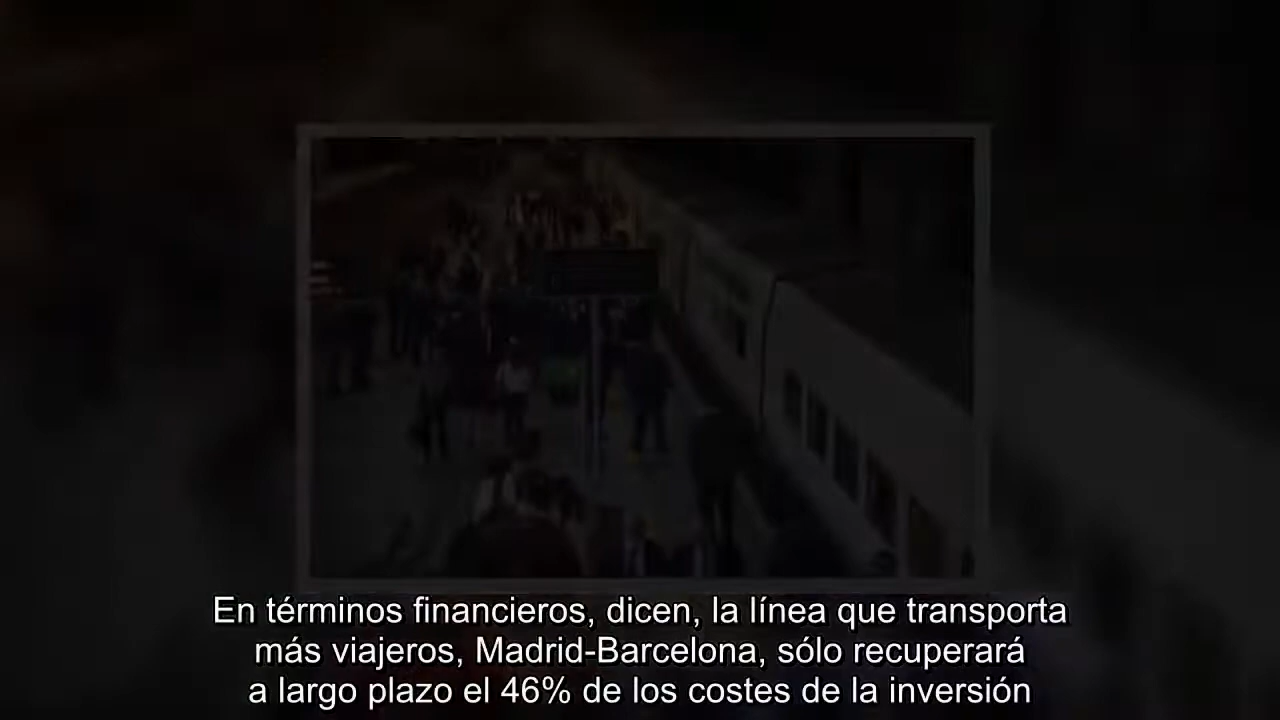 En términos financieros, dicen, la línea que transporta
más viajeros, Madrid-Barcelona, sólo recuperará
a largo plazo el 46% de los costes de la inversión